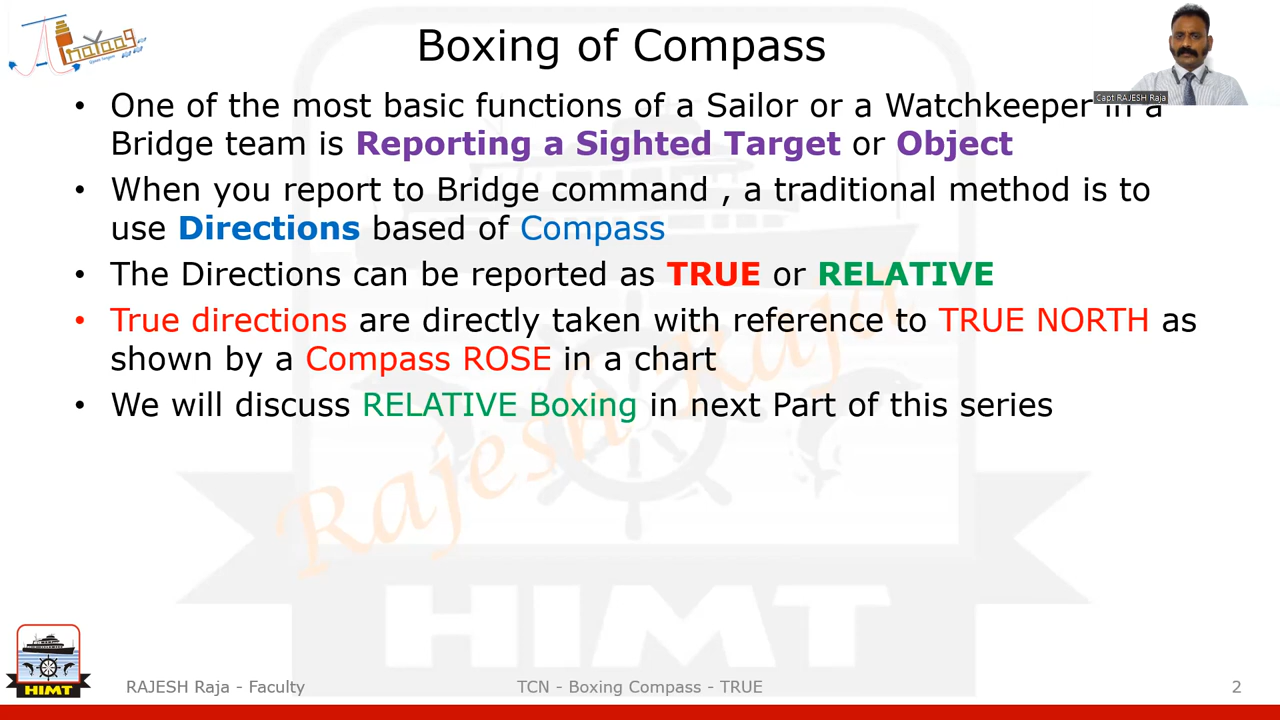 Boxing of Compass
Capt RAJESH Raja
• One of the most basic functions of a Sailor or a Watchkeeper in a
Bridge team is Reporting a Sighted Target or Object
• When you report to Bridge command , a traditional method is to
use Directions based of Compass
• The Directions can be reported as TRUE or RELATIVE
• True directions are directly taken with reference to TRUE NORTH as
shown by a Compass ROSE in a chart
• We will discuss RELATIVE Boxing in next Part of this series
Rajesh Raja
HIMT
HIMT
RAJESH Raja - Faculty
TCN - Boxing Compass - TRUE
2